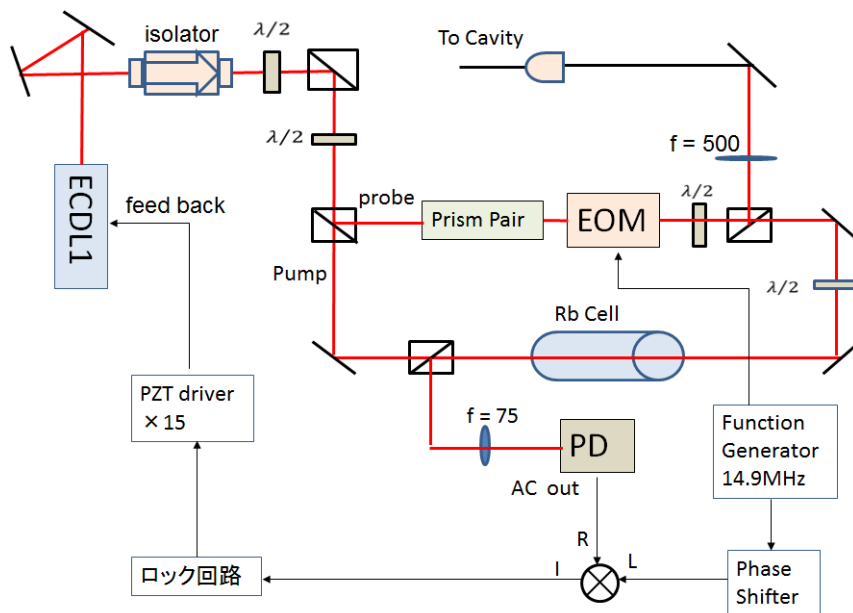 isolator
λ/2
To Cavity
λ/2
f = 500
ECDL1
feed back
probe
Prism Pair
EOM
λ/2
Pump
λ/2
Rb Cell
PZT driver
×15
f = 75
PD
Function
Generator
14.9MHz
AC out
R
I
L
ロック回路
Phase
Shifter